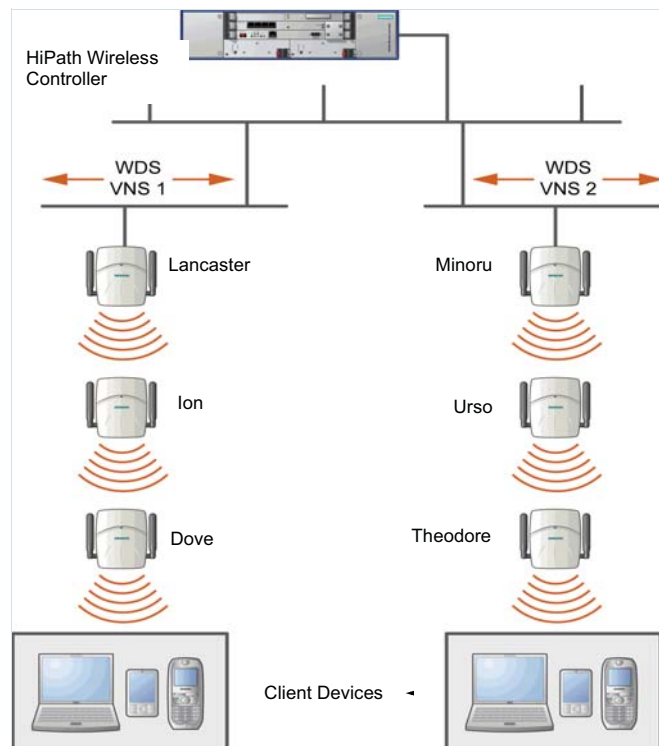 HiPath Wireless
Controller
WDS
VNS 1
WDS
VNS 2
Lancaster
Minoru
Ion
Urso
Dove
Theodore
Client Devices